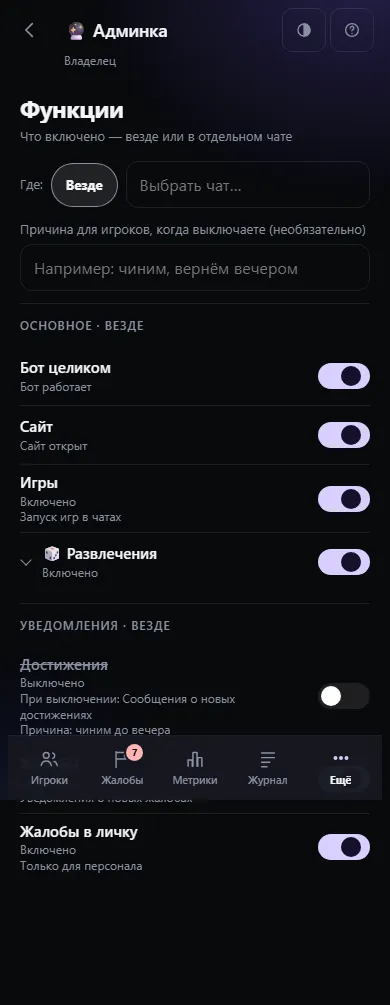 Админка
Владелец
Функции
Что включено — везде или в отдельном чате
Где:
Везде
Выбрать чат...
Причина для игроков, когда выключаете (необязательно)
Например: чиним, вернём вечером
ОСНОВНОЕ · ВЕЗДЕ
Бот целиком
Бот работает
Сайт
Сайт открыт
Игры
Включено
Запуск игр в чатах
Развлечения
Включено
УВЕДОМЛЕНИЯ · ВЕЗДЕ
Достижения
Выключено
При выключении: Сообщения о новых
достижениях
Причина: чиним до вечера
7
Игроки
Жалобы
Метрики
Журнал
Ещё
Уведомления о новых жалобах
Жалобы в личку
Включено
Только для персонала